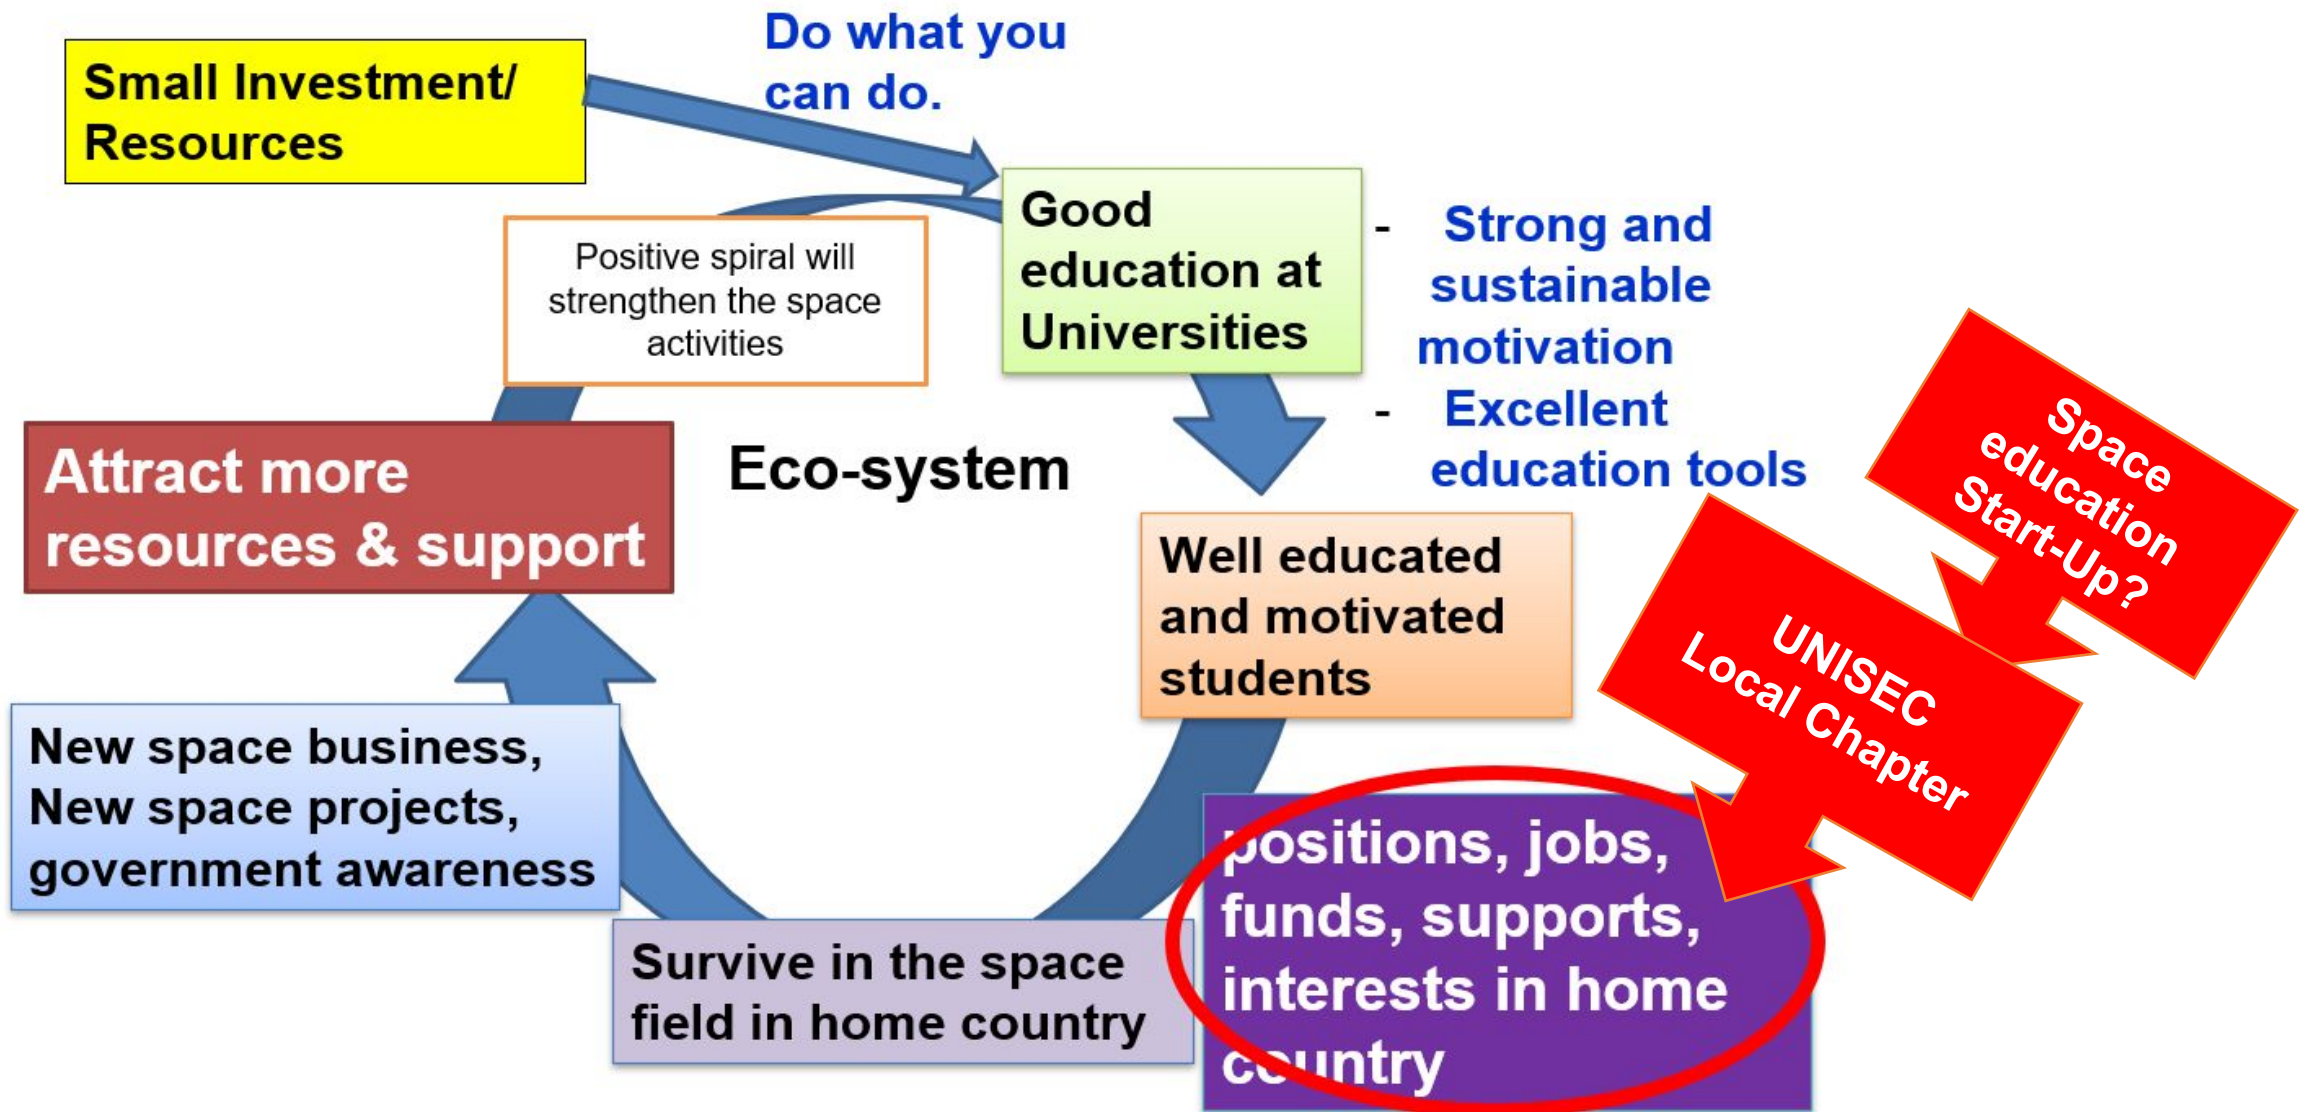 Do what you
can do.
Small Investment/
Resources
Good
education at
Universities
- Strong and
sustainable
motivation
- Excellent
education tools
Positive spiral will
strengthen the space
activities
Space
education
Start-Up?
Attract more
resources & support
Eco-system
Well educated
and motivated
students
UNISEC
Local Chapter
New space business,
New space projects,
government awareness
positions, jobs,
funds, supports,
interests in home
country
Survive in the space
field in home country